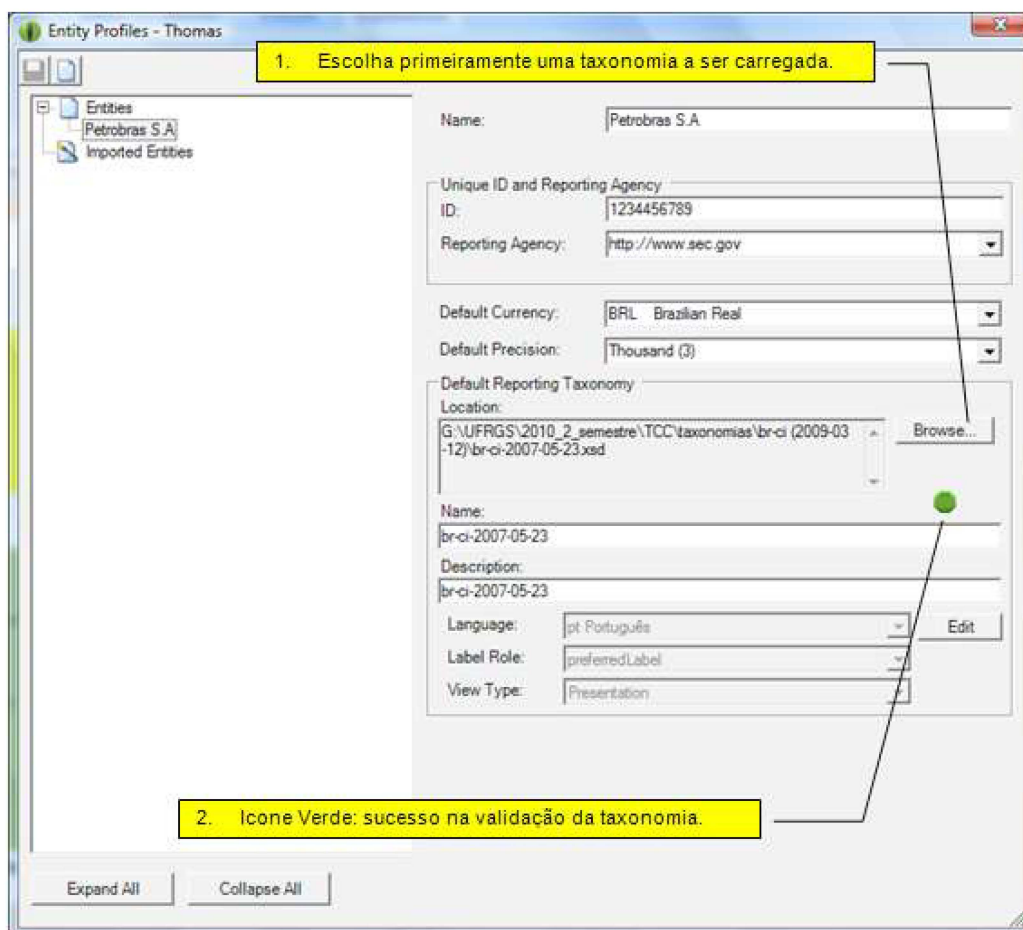 Entity Profiles - Thomas
1. Escolha primeiramente uma taxonomia a ser carregada.
Entities
Petrobras S.A
Imported Entities
Name: Petrobras S.A
Unique ID and Reporting Agency
ID: 1234456789
Reporting Agency: http://www.sec.gov
Default Currency: BRL Brazilian Real
Default Precision: Thousand (3)
Default Reporting Taxonomy
Location:
G:\UFRGS\2010_2_semestre\TCC\taxonomias\br-ci (2009-03
-12)\br-ci-2007-05-23.xsd
Browse...
Name:
br-ci-2007-05-23
Description:
br-ci-2007-05-23
Language: pt Português Edit
Label Role: preferredLabel
View Type: Presentation
2. Icone Verde: sucesso na validação da taxonomia.
Expand All Collapse All